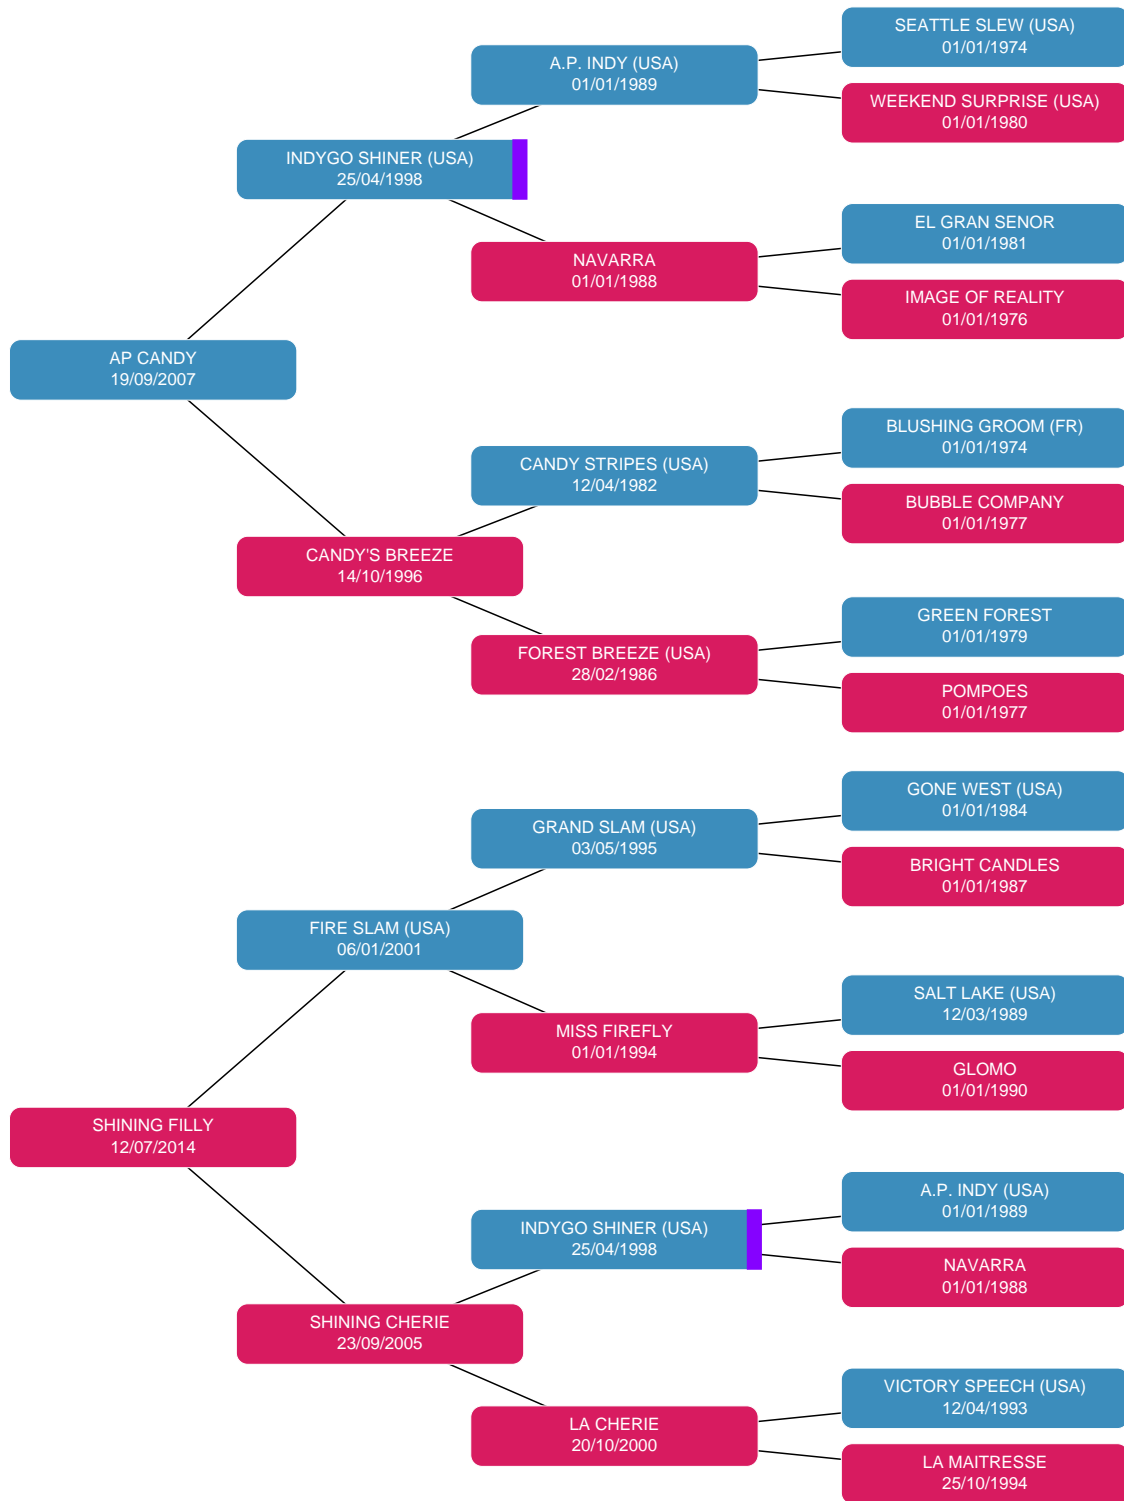 SEATTLE SLEW (USA)
01/01/1974
A.P. INDY (USA)
01/01/1989
WEEKEND SURPRISE (USA)
01/01/1980
INDYGO SHINER (USA)
25/04/1998
EL GRAN SENOR
01/01/1981
NAVARRA
01/01/1988
IMAGE OF REALITY
01/01/1976
AP CANDY
19/09/2007
BLUSHING GROOM (FR)
01/01/1974
CANDY STRIPES (USA)
12/04/1982
BUBBLE COMPANY
01/01/1977
CANDY'S BREEZE
14/10/1996
GREEN FOREST
01/01/1979
FOREST BREEZE (USA)
28/02/1986
POMPOES
01/01/1977
GONE WEST (USA)
01/01/1984
GRAND SLAM (USA)
03/05/1995
BRIGHT CANDLES
01/01/1987
FIRE SLAM (USA)
06/01/2001
SALT LAKE (USA)
12/03/1989
MISS FIREFLY
01/01/1994
GLOMO
01/01/1990
SHINING FILLY
12/07/2014
A.P. INDY (USA)
01/01/1989
INDYGO SHINER (USA)
25/04/1998
NAVARRA
01/01/1988
SHINING CHERIE
23/09/2005
VICTORY SPEECH (USA)
12/04/1993
LA CHERIE
20/10/2000
LA MAITRESSE
25/10/1994